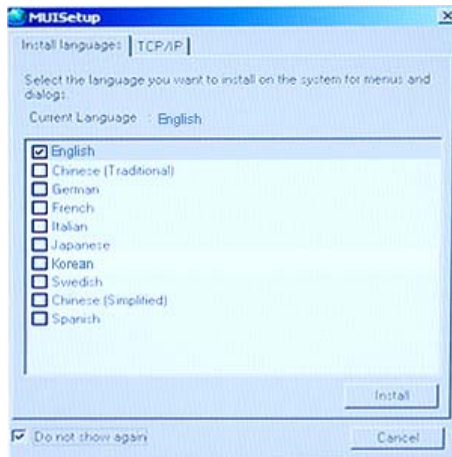 MUISetup
Install languages TCP/IP
Select the language you want to install on the system for menus and
dialogs.
Current Language : English
English
Chinese (Traditional)
German
French
Italian
Japanese
Korean
Swedish
Chinese (Simplified)
Spanish
Install
Do not show again
Cancel